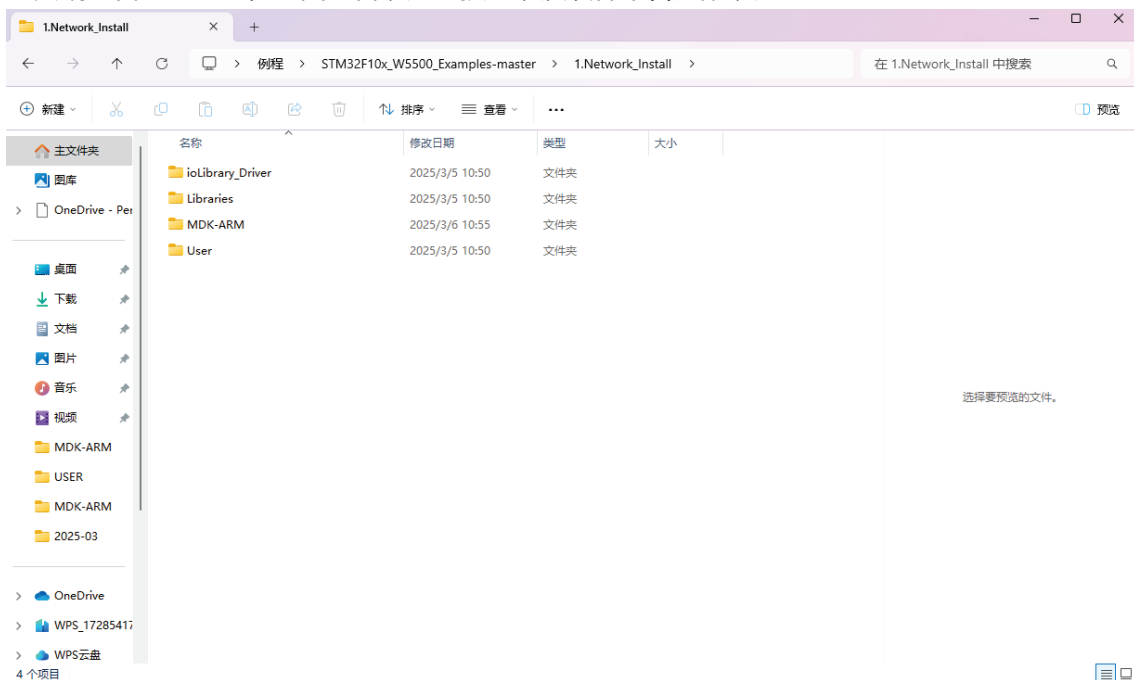 1.Network_Install
例程 > STM32F10x_W5500_Examples-master > 1.Network_Install >
在 1.Network_Install 中搜索
新建
排序
查看
预览
名称 修改日期 类型 大小
ioLibrary_Driver 2025/3/5 10:50 文件夹
Libraries 2025/3/5 10:50 文件夹
MDK-ARM 2025/3/6 10:55 文件夹
User 2025/3/5 10:50 文件夹
主文件夹
图库
OneDrive - Per
桌面
下载
文档
图片
音乐
视频
MDK-ARM
USER
MDK-ARM
2025-03
OneDrive
WPS_17285417
WPS云盘
选择要预览的文件。
4 个项目